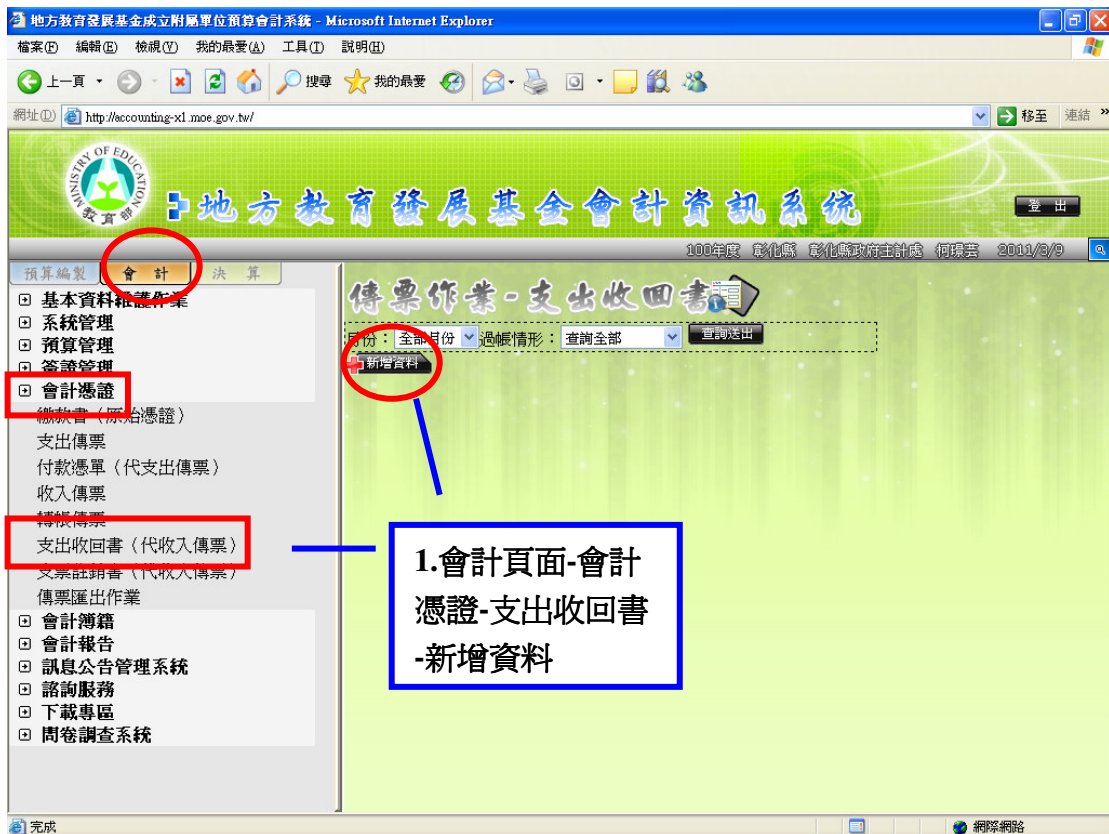 地方教育發展基金成立附屬單位預算會計系統 - Microsoft Internet Explorer
檔案(F) 編輯(E) 檢視(V) 我的最愛(A) 工具(T) 說明(H)
上一頁 搜尋 我的最愛
網址(D) http://accounting-x1.moe.gov.tw/ 移至 連結 »
MINISTRY OF EDUCATION
教育部
地方教育發展基金會計資訊系統
登 出
100年度 彰化縣 彰化縣政府主計處 何璟芸 2011/3/9
預算編製 會 計 決 算
基本資料維護作業
系統管理
預算管理
簽證管理
會計憑證
繳款書（原始憑證）
支出傳票
付款憑單（代支出傳票）
收入傳票
轉帳傳票
支出收回書（代收入傳票）
支票註銷書（代收入傳票）
傳票匯出作業
會計簿籍
會計報告
訊息公告管理系統
諮詢服務
下載專區
問卷調查系統
傳票作業-支出收回書
月份： 全部月份 過帳情形： 查詢全部 查詢送出
新增資料
1.會計頁面-會計
憑證-支出收回書
-新增資料
完成 網際網路